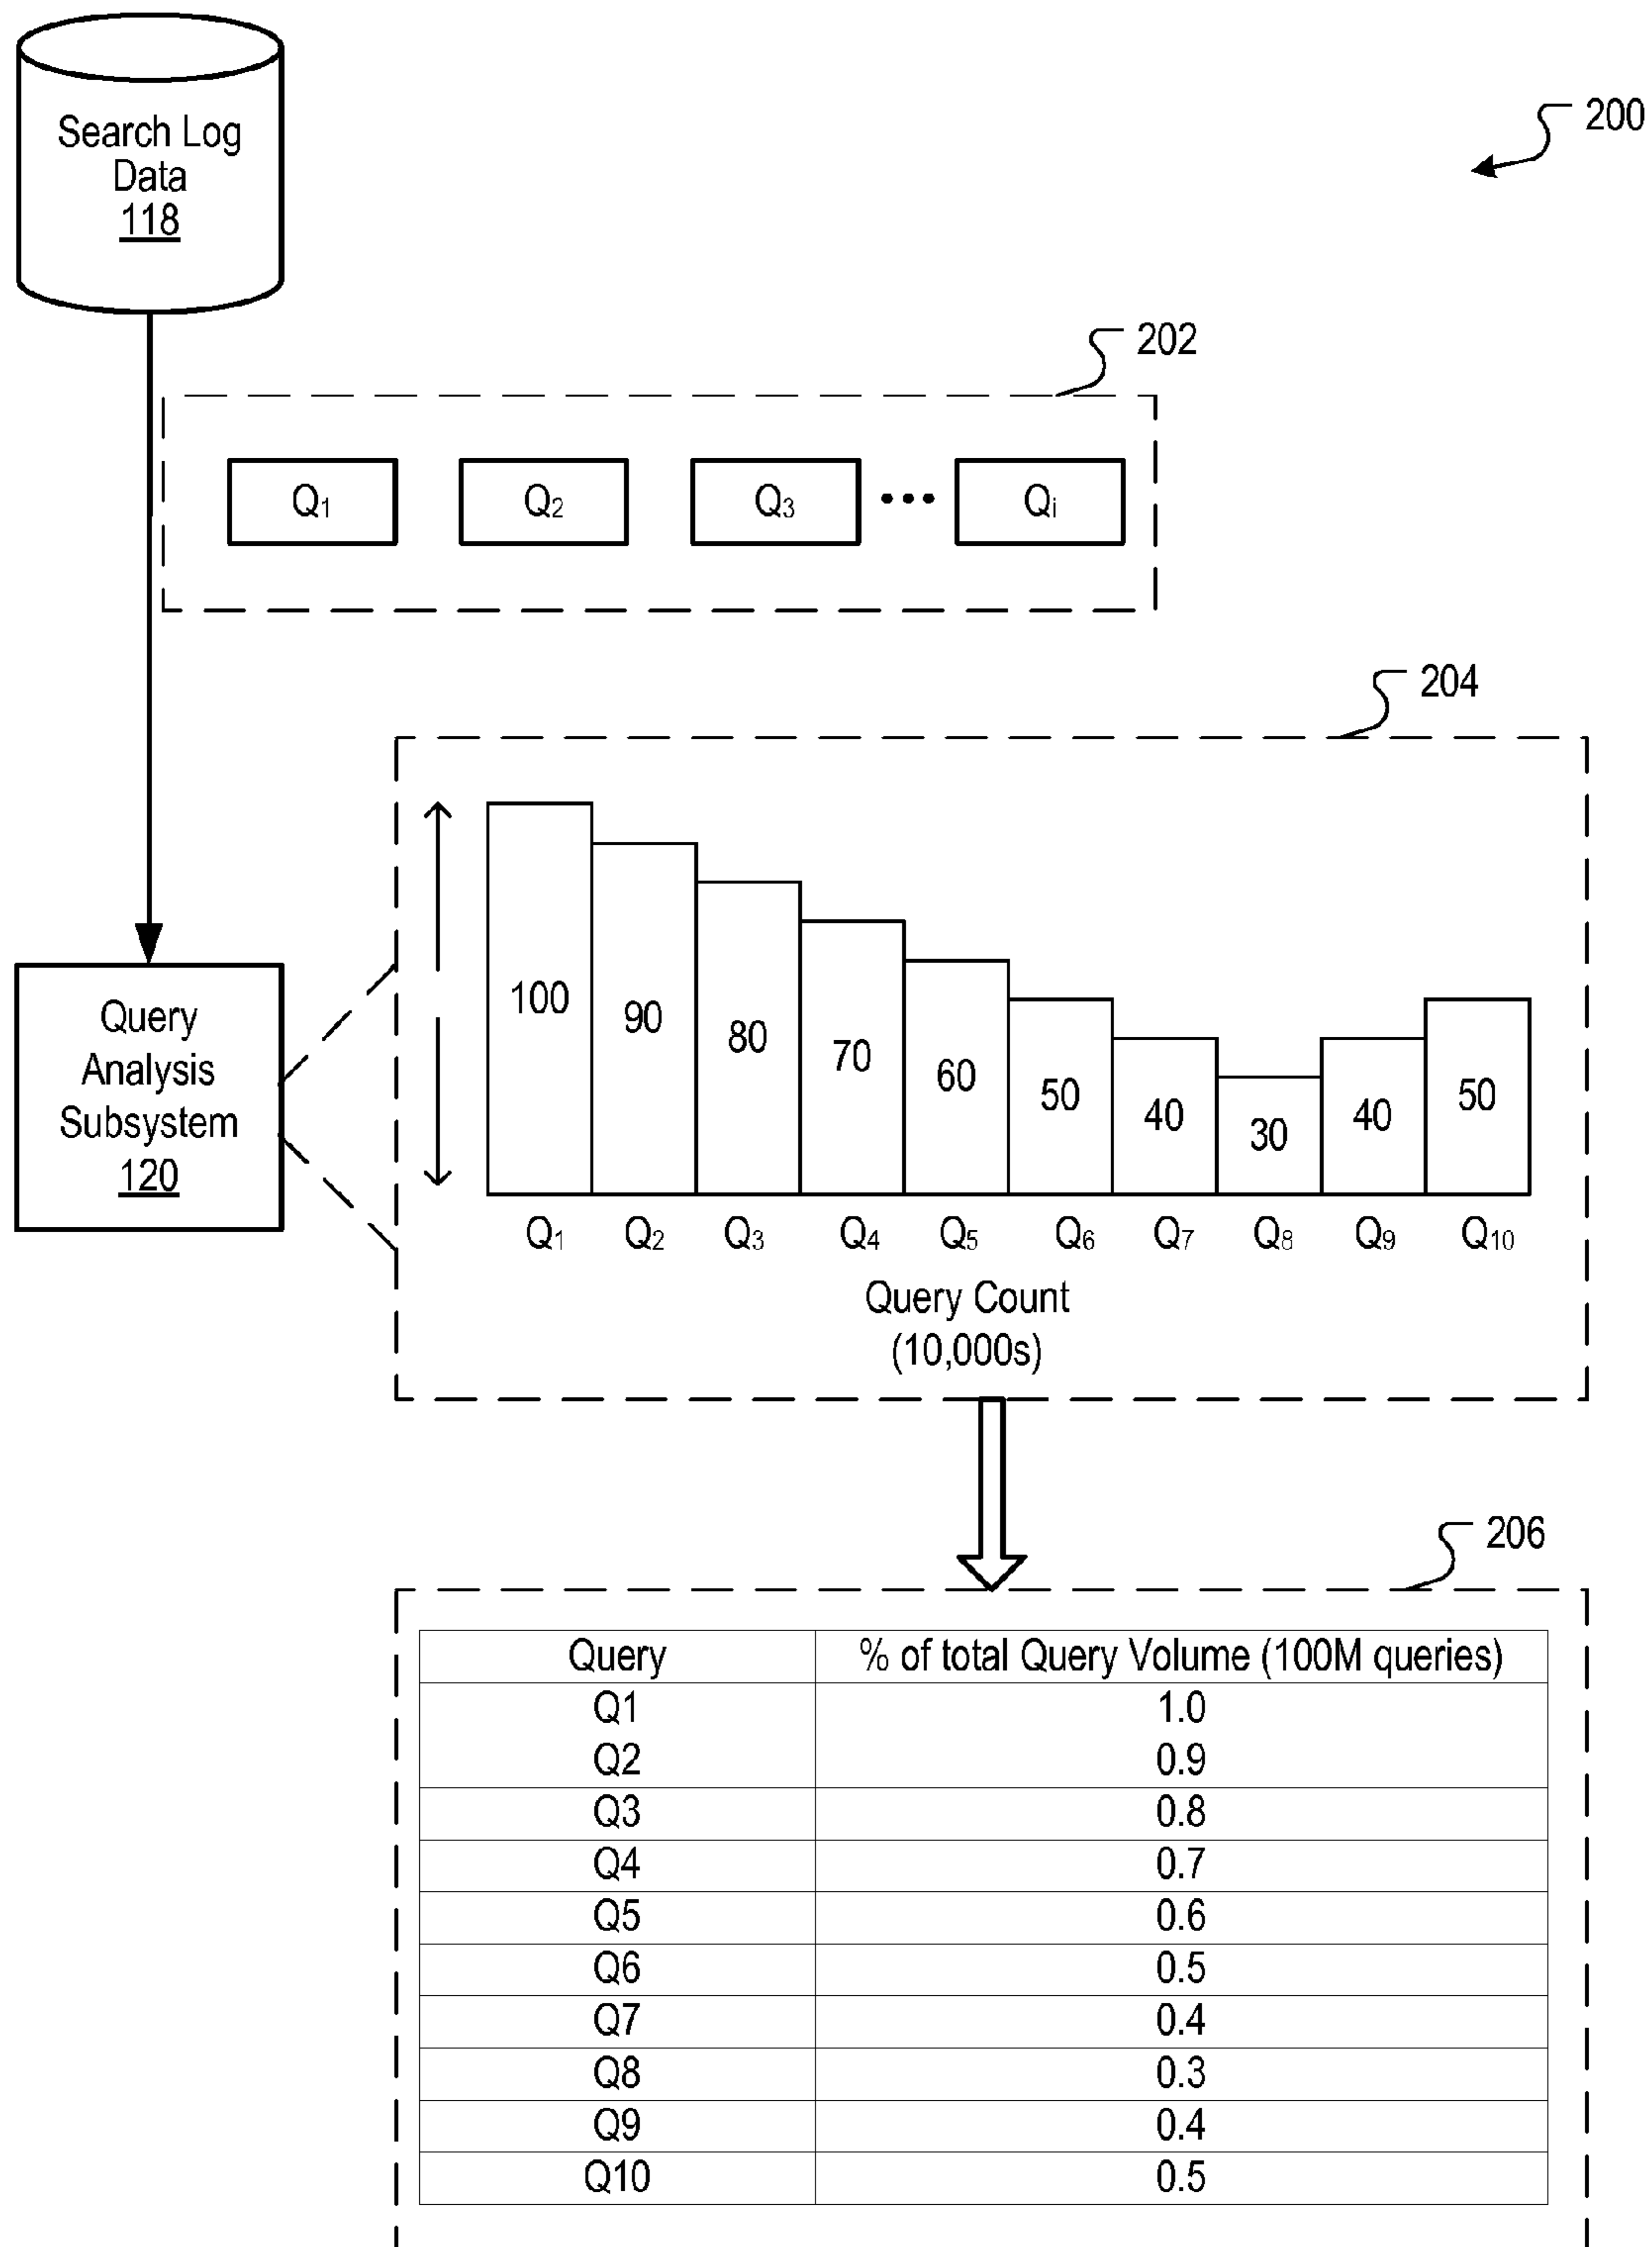 Search Log
Data
118
200
202
Q1 Q2 Q3 ••• Qi
204
100 90 80 70 60 50 40 30 40 50
Q1 Q2 Q3 Q4 Q5 Q6 Q7 Q8 Q9 Q10
Query Count
(10,000s)
Query
Analysis
Subsystem
120
206
Query % of total Query Volume (100M queries)
Q1 1.0
Q2 0.9
Q3 0.8
Q4 0.7
Q5 0.6
Q6 0.5
Q7 0.4
Q8 0.3
Q9 0.4
Q10 0.5